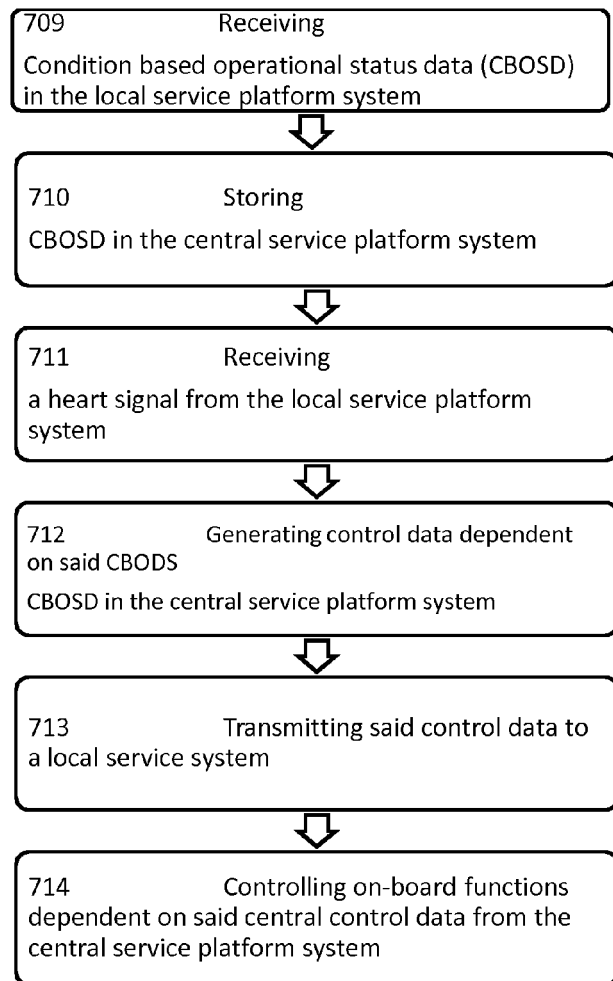 709 Receiving
Condition based operational status data (CBOSD)
in the local service platform system
710 Storing
CBOSD in the central service platform system
711 Receiving
a heart signal from the local service platform
system
712 Generating control data dependent
on said CBODS
CBOSD in the central service platform system
713 Transmitting said control data to
a local service system
714 Controlling on-board functions
dependent on said central control data from the
central service platform system